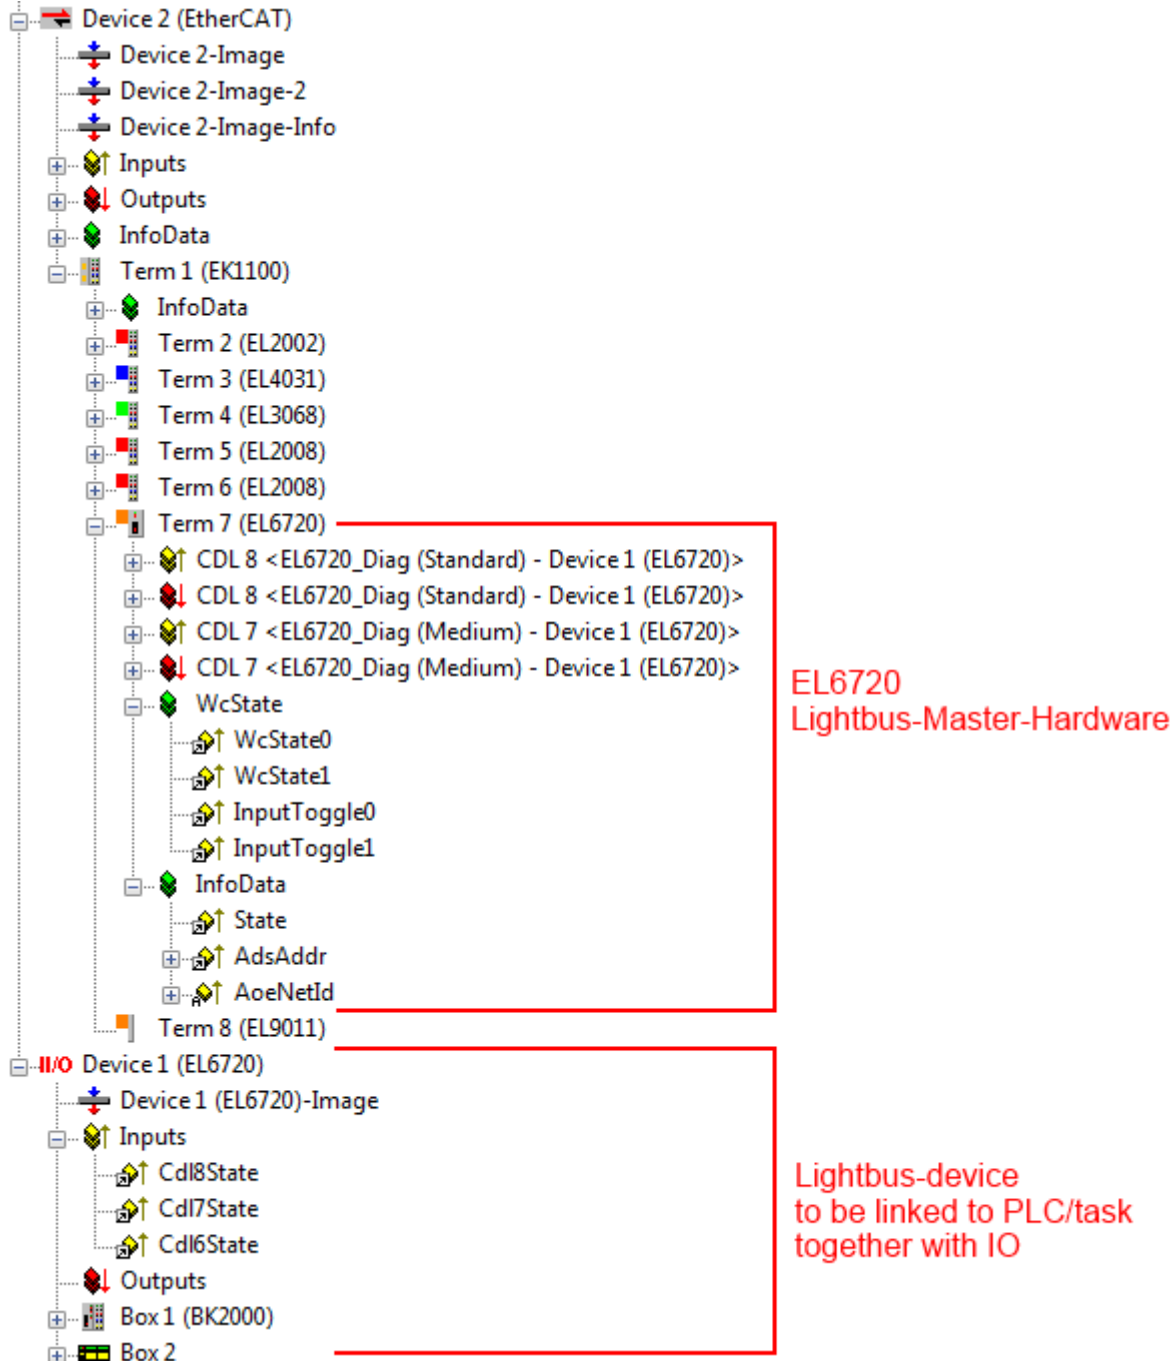 Device 2 (EtherCAT)
Device 2-Image
Device 2-Image-2
Device 2-Image-Info
Inputs
Outputs
InfoData
Term 1 (EK1100)
InfoData
Term 2 (EL2002)
Term 3 (EL4031)
Term 4 (EL3068)
Term 5 (EL2008)
Term 6 (EL2008)
Term 7 (EL6720)
CDL 8 <EL6720_Diag (Standard) - Device 1 (EL6720)>
CDL 8 <EL6720_Diag (Standard) - Device 1 (EL6720)>
CDL 7 <EL6720_Diag (Medium) - Device 1 (EL6720)>
CDL 7 <EL6720_Diag (Medium) - Device 1 (EL6720)>
WcState
WcState0
WcState1
InputToggle0
InputToggle1
InfoData
State
AdsAddr
AoeNetId
EL6720
Lightbus-Master-Hardware
Term 8 (EL9011)
II/O Device 1 (EL6720)
Device 1 (EL6720)-Image
Inputs
Cdl8State
Cdl7State
Cdl6State
Outputs
Box 1 (BK2000)
Box 2
Lightbus-device
to be linked to PLC/task
together with IO